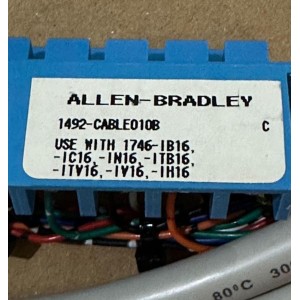 ALLEN-BRADLEY
1492-CABLE010B C
USE WITH 1746-IB16,
-IC16,-IN16,-ITB16,
-ITV16,-IV16,-IH16
80°C 300